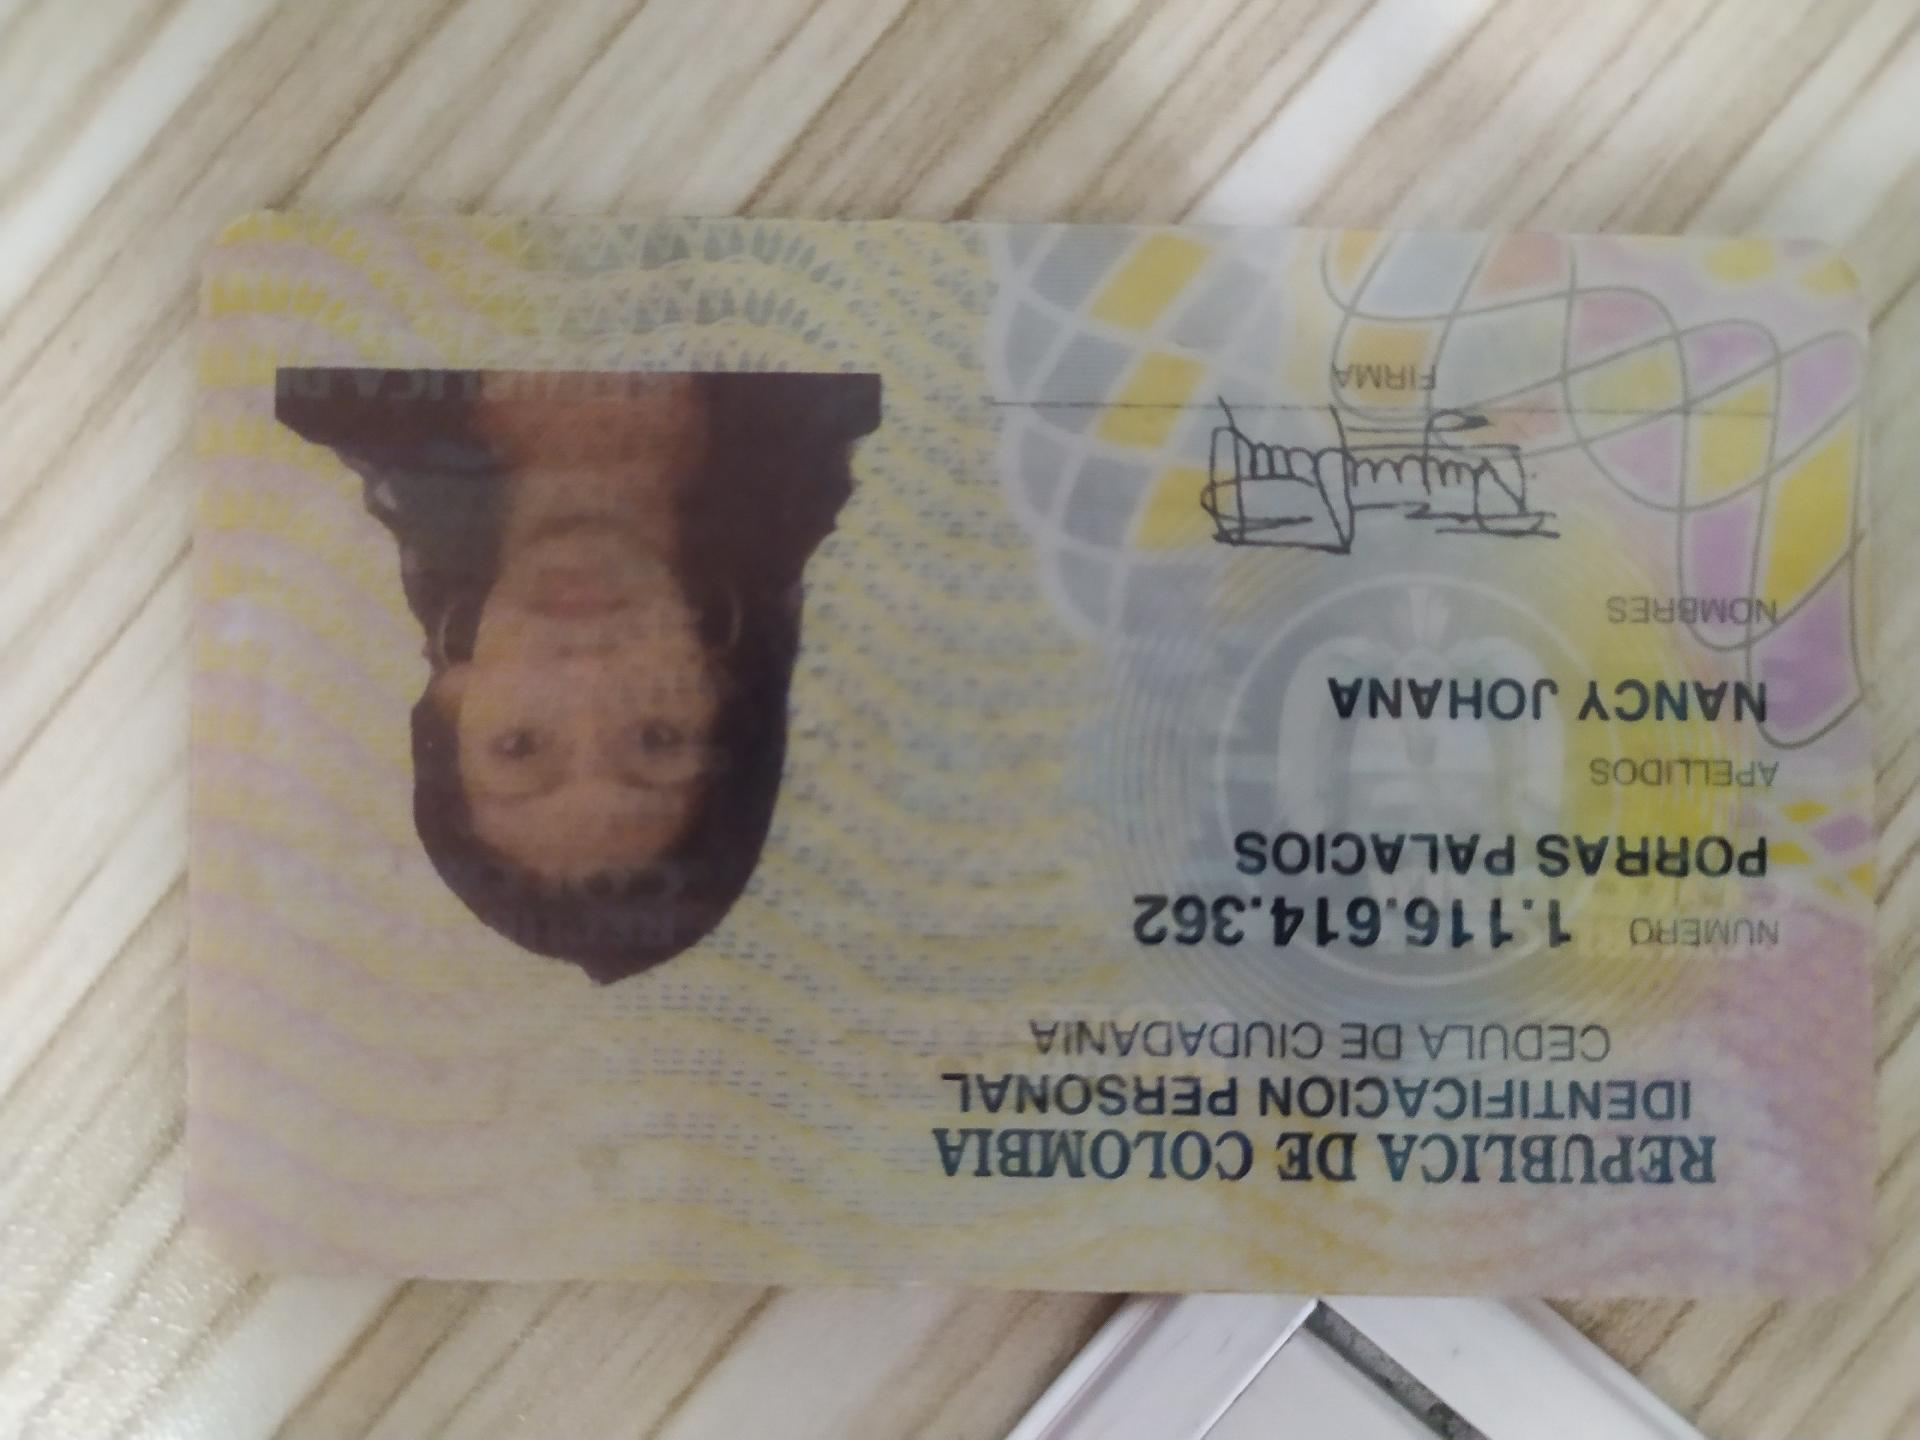 REPUBLICA DE COLOMBIA
IDENTIFICACION PERSONAL
CEDULA DE CIUDADANIA
NUMERO 1.116.614.362
PORRAS PALACIOS
APELLIDOS
NANCY JOHANA
NOMBRES
FIRMA